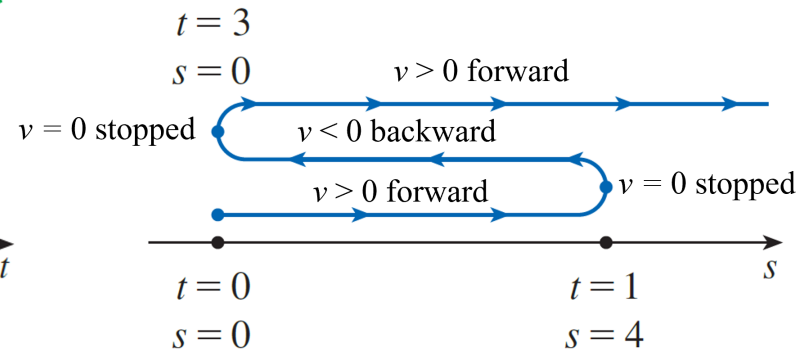 t = 3
s = 0
v > 0 forward
v = 0 stopped
v < 0 backward
v > 0 forward
v = 0 stopped
t
s
t = 0
t = 1
s = 0
s = 4